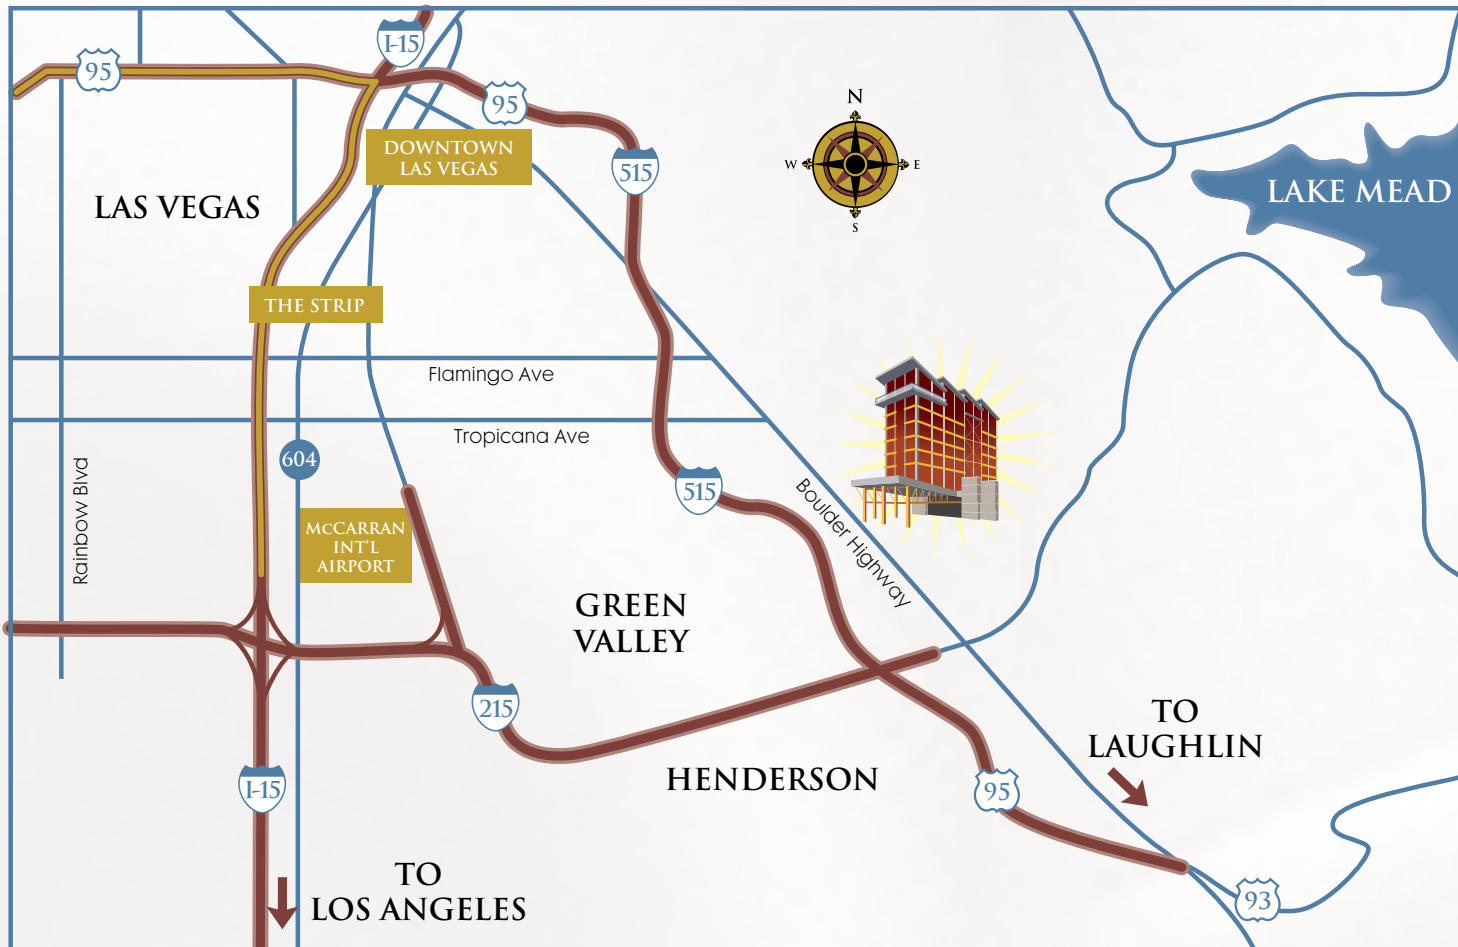 I-15
95
95
N
W
E
S
DOWNTOWN
LAS VEGAS
515
LAKE MEAD
LAS VEGAS
THE STRIP
Flamingo Ave
Tropicana Ave
604
515
Rainbow Blvd
Boulder Highway
McCARRAN
INT'L
AIRPORT
GREEN
VALLEY
215
TO
LAUGHLIN
HENDERSON
I-15
95
TO
LOS ANGELES
93